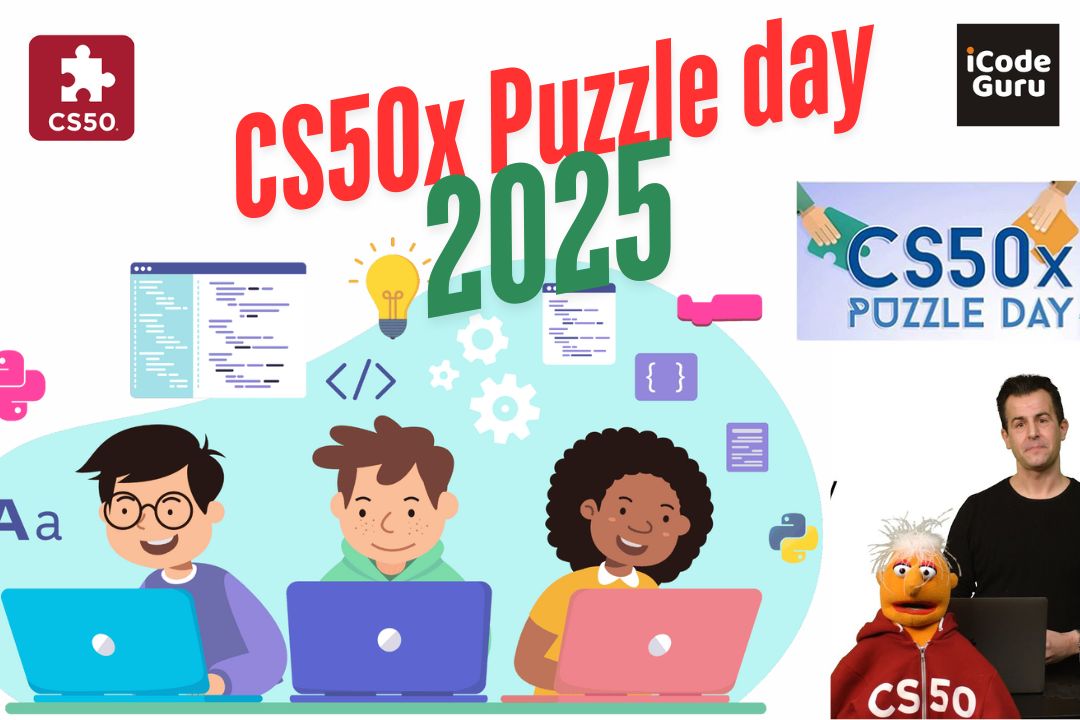 CS50x Puzzle day
2025
CS50.
iCode
Guru
CS50x
PUZZLE DAY
</>
{ }
Aa
CS50